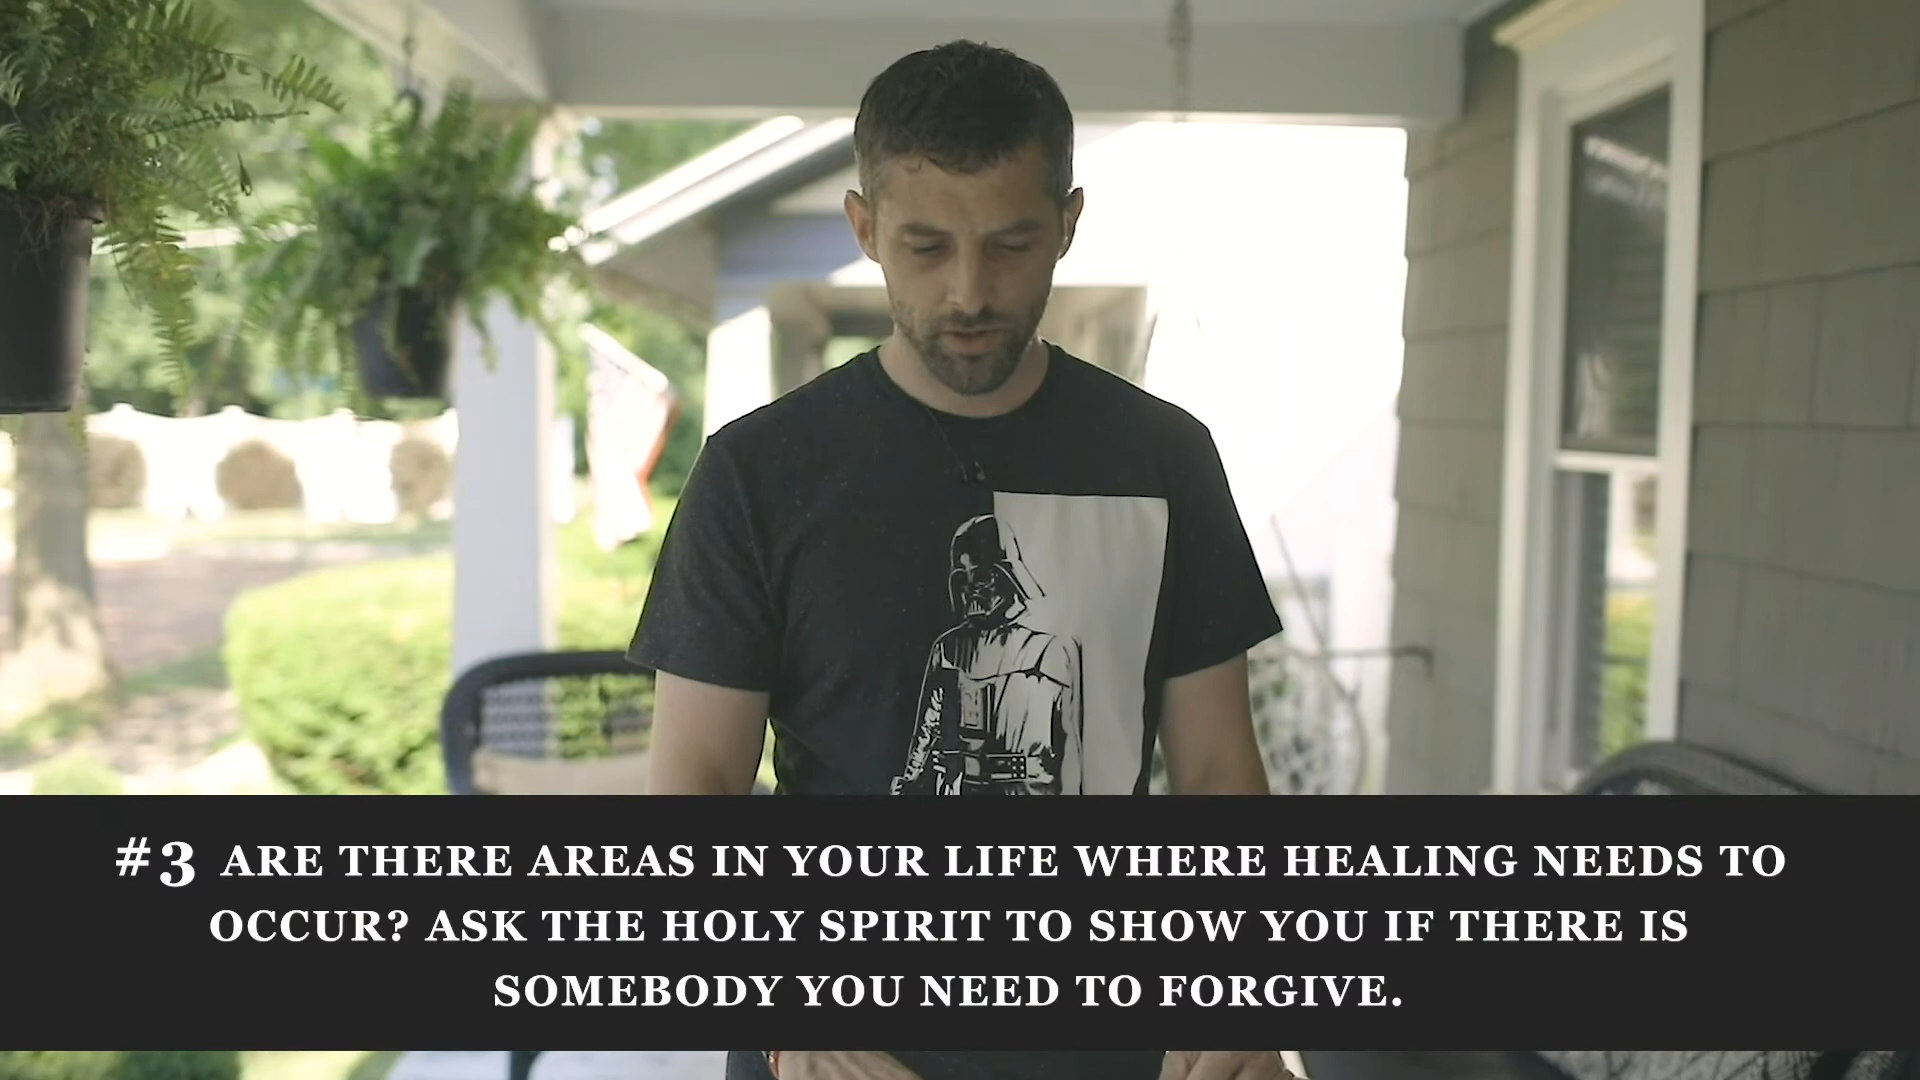 #3 ARE THERE AREAS IN YOUR LIFE WHERE HEALING NEEDS TO
OCCUR? ASK THE HOLY SPIRIT TO SHOW YOU IF THERE IS
SOMEBODY YOU NEED TO FORGIVE.